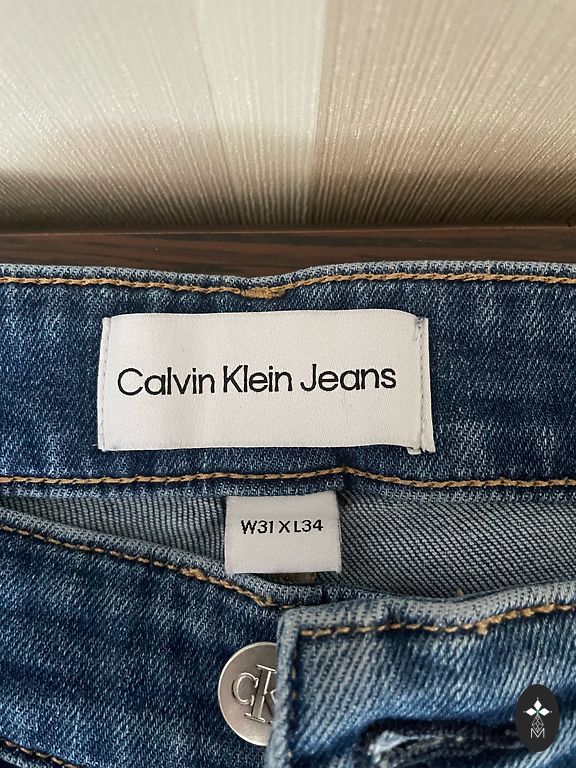 Calvin Klein Jeans
W31 X L34
cK
M